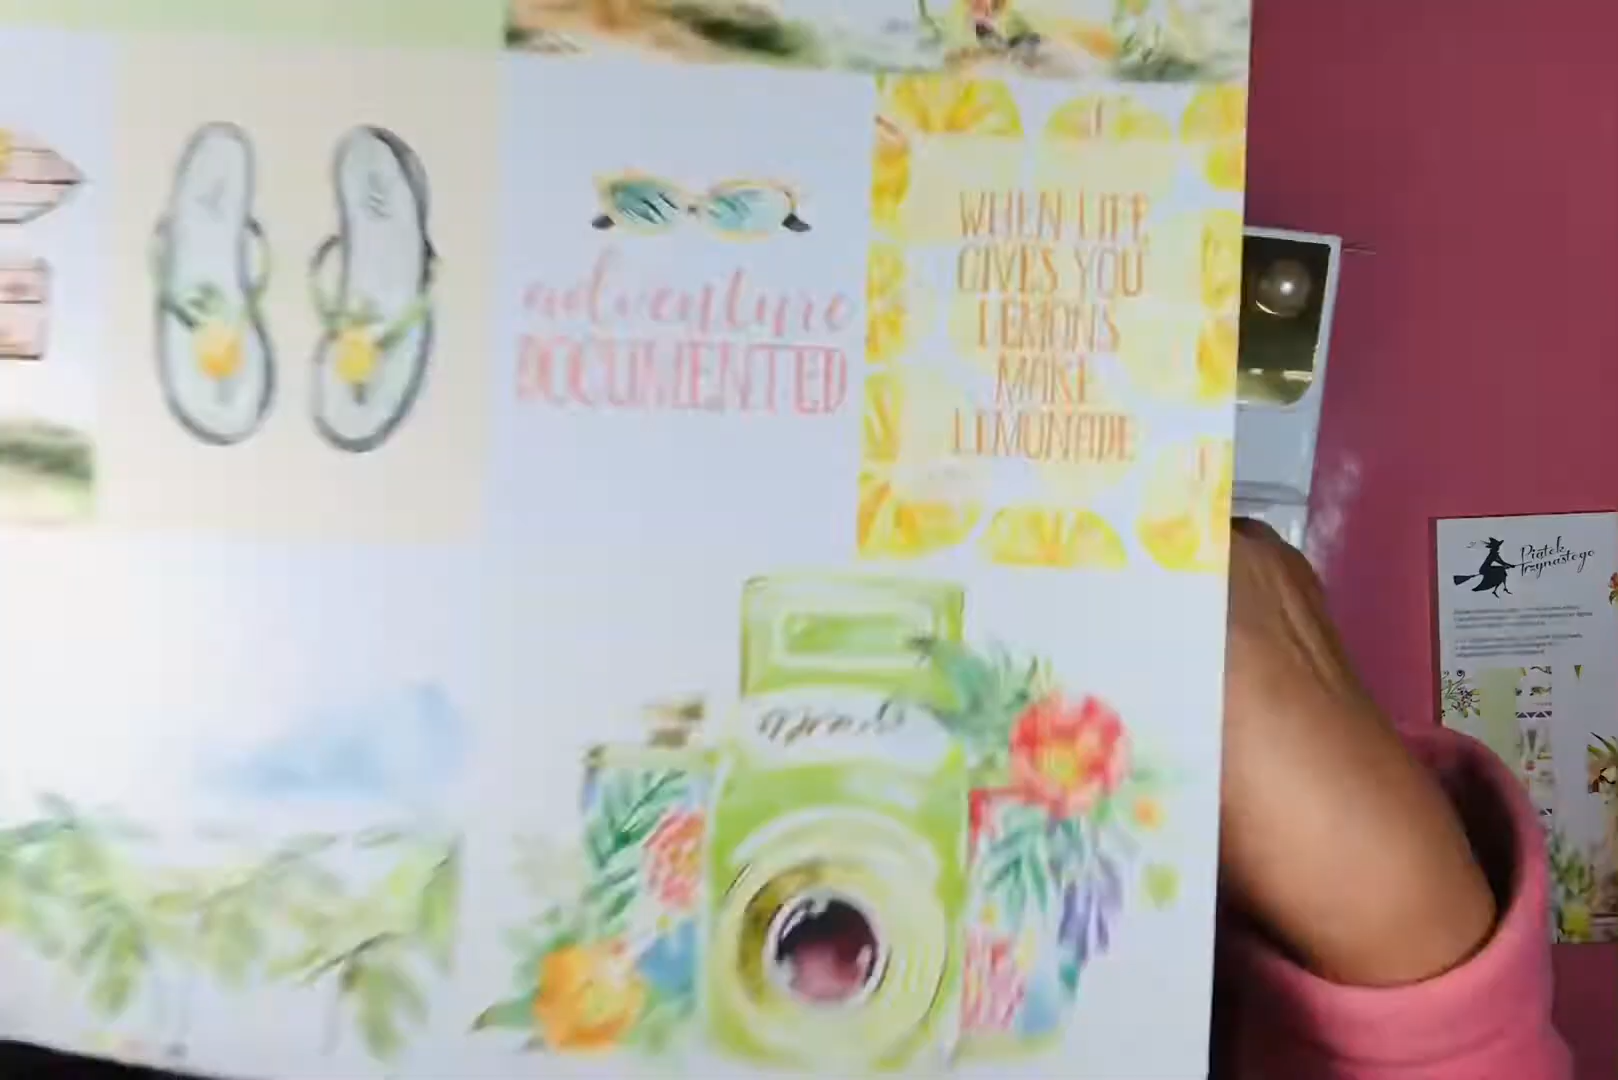 adventure
DOCUMENTED
WHEN LIFE
GIVES YOU
LEMONS
MAKE
LEMONADE
Piątek
Trzynastego